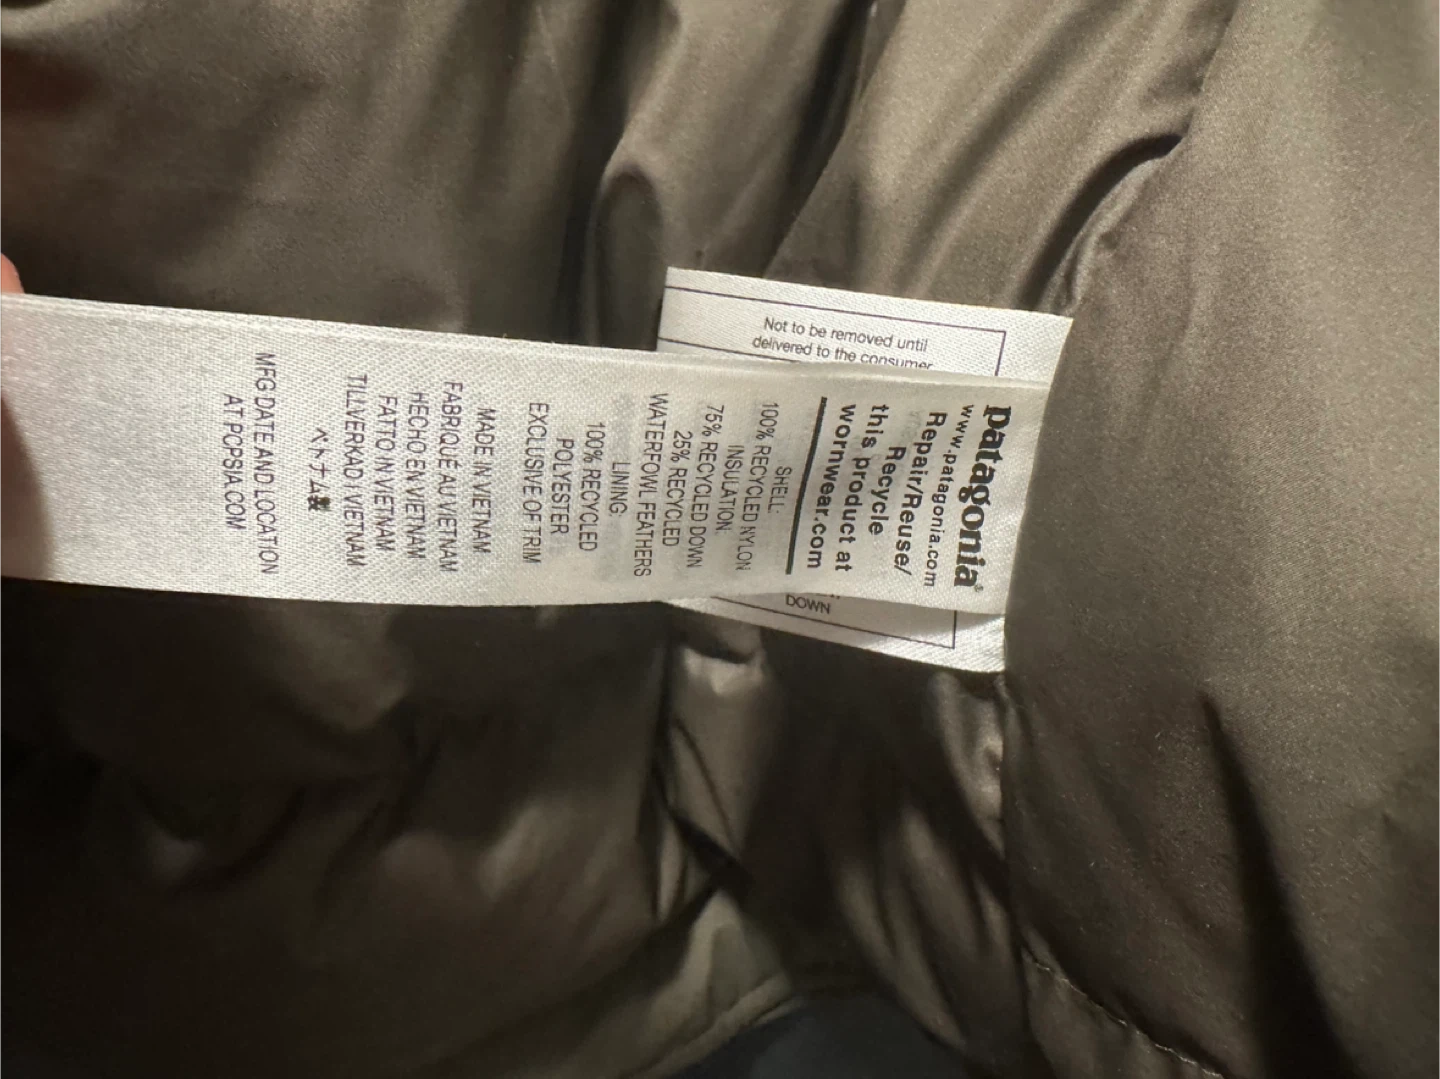 patagonia®
www.patagonia.com
Repair/Reuse/
Recycle
this product at
wornwear.com
SHELL:
100% RECYCLED NYLON
INSULATION:
75% RECYCLED DOWN
25% RECYCLED
WATERFOWL FEATHERS
LINING:
100% RECYCLED
POLYESTER
EXCLUSIVE OF TRIM
MADE IN VIETNAM
FABRIQUÉ AU VIETNAM
HECHO EN VIETNAM
FATTO IN VIETNAM
TILLVERKAD I VIETNAM
ベトナム製
MFG DATE AND LOCATION
AT PCPSIA.COM
Not to be removed until
delivered to the consumer
DOWN